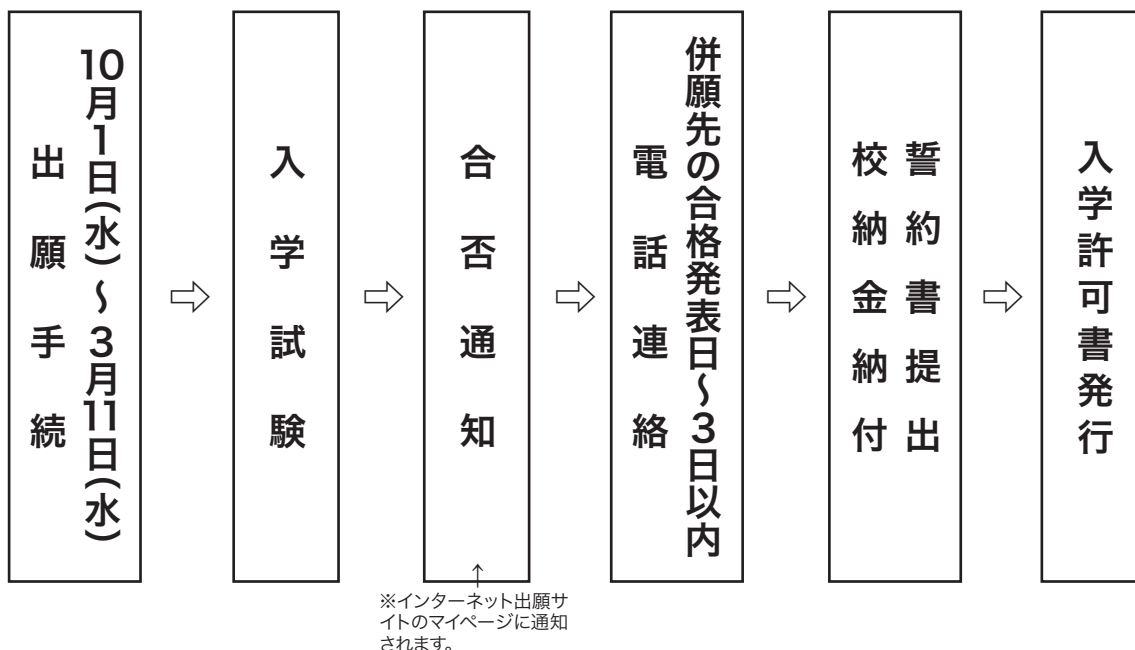 10月1日(水)～3月11日(水)
出願手続
⇨
入学試験
⇨
合否通知
↑
※インターネット出願サ
イトのマイページに通知
されます。
⇨
併願先の合格発表日～3日以内
電話連絡
⇨
誓約書提出
校納金納付
⇨
入学許可書発行